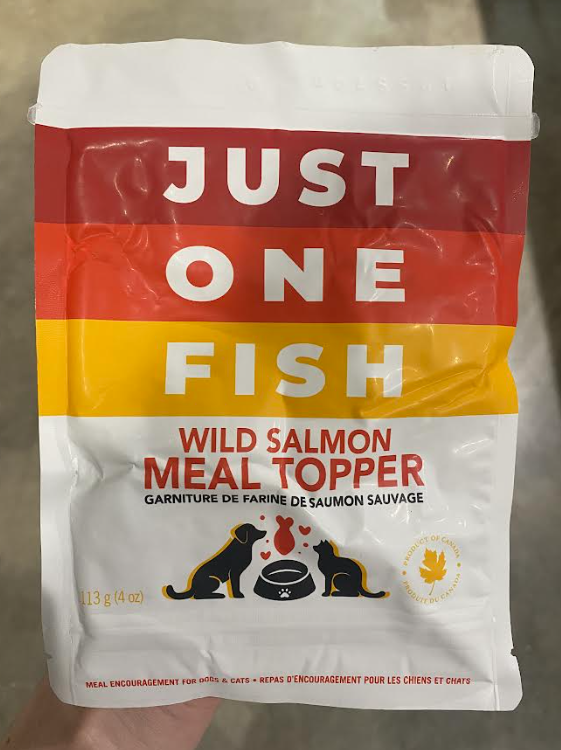 JUST
ONE
FISH
WILD SALMON
MEAL TOPPER
GARNITURE DE FARINE DE SAUMON SAUVAGE
PRODUCT OF CANADA
PRODUIT DU CANADA
113 g (4 oz)
MEAL ENCOURAGEMENT FOR DOGS & CATS • REPAS D'ENCOURAGEMENT POUR LES CHIENS ET CHATS